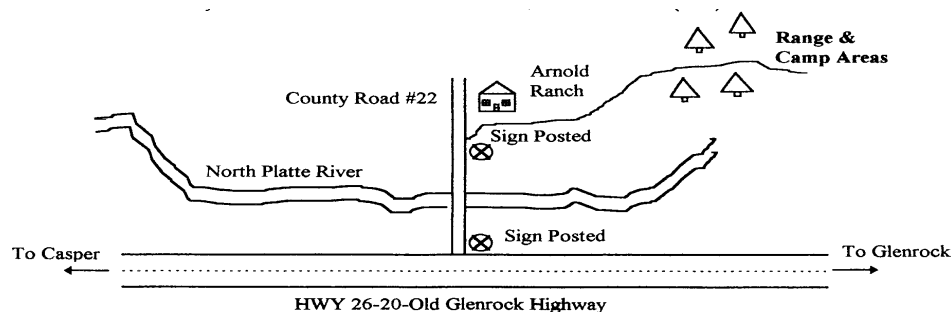 Range &
Camp Areas
Arnold
Ranch
County Road #22
Sign Posted
North Platte River
Sign Posted
To Casper
To Glenrock
HWY 26-20-Old Glenrock Highway